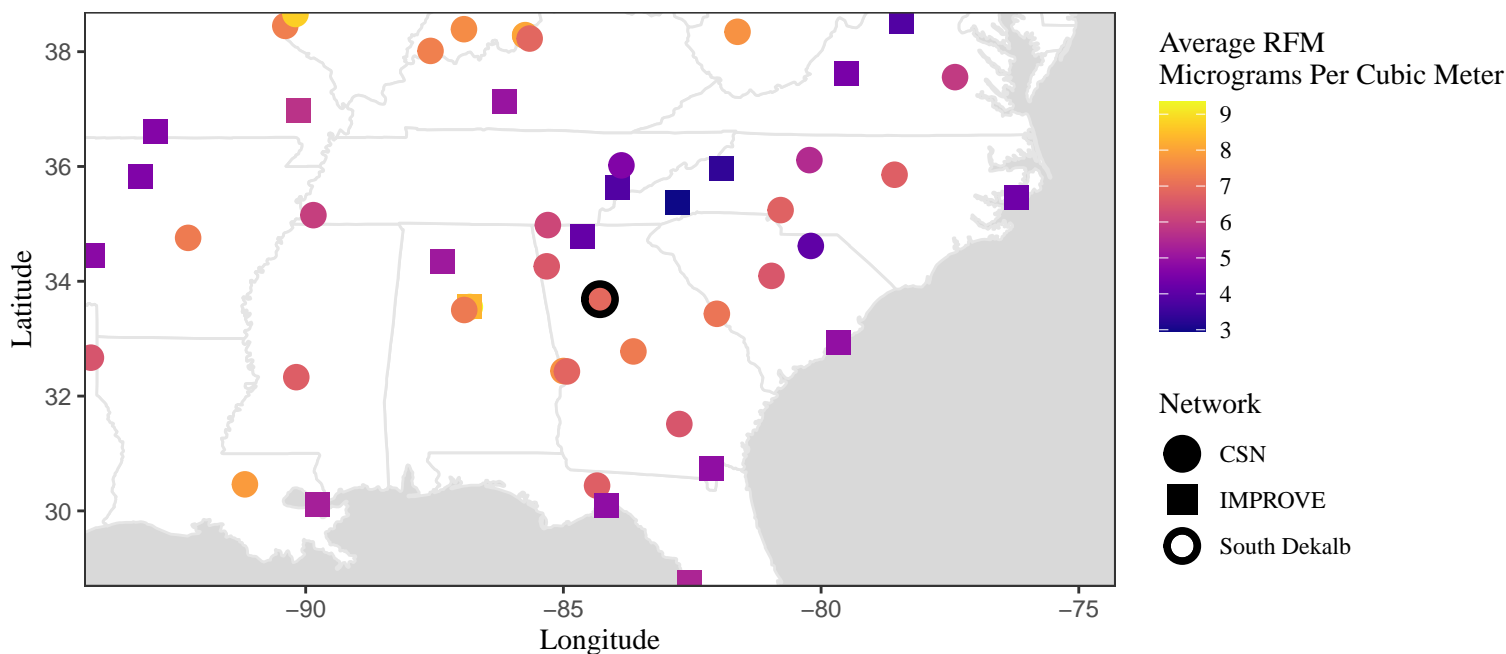 38
36
34
32
30
Latitude
−90
−85
−80
−75
Longitude
Average RFM
Micrograms Per Cubic Meter
9
8
7
6
5
4
3
Network
CSN
IMPROVE
South Dekalb